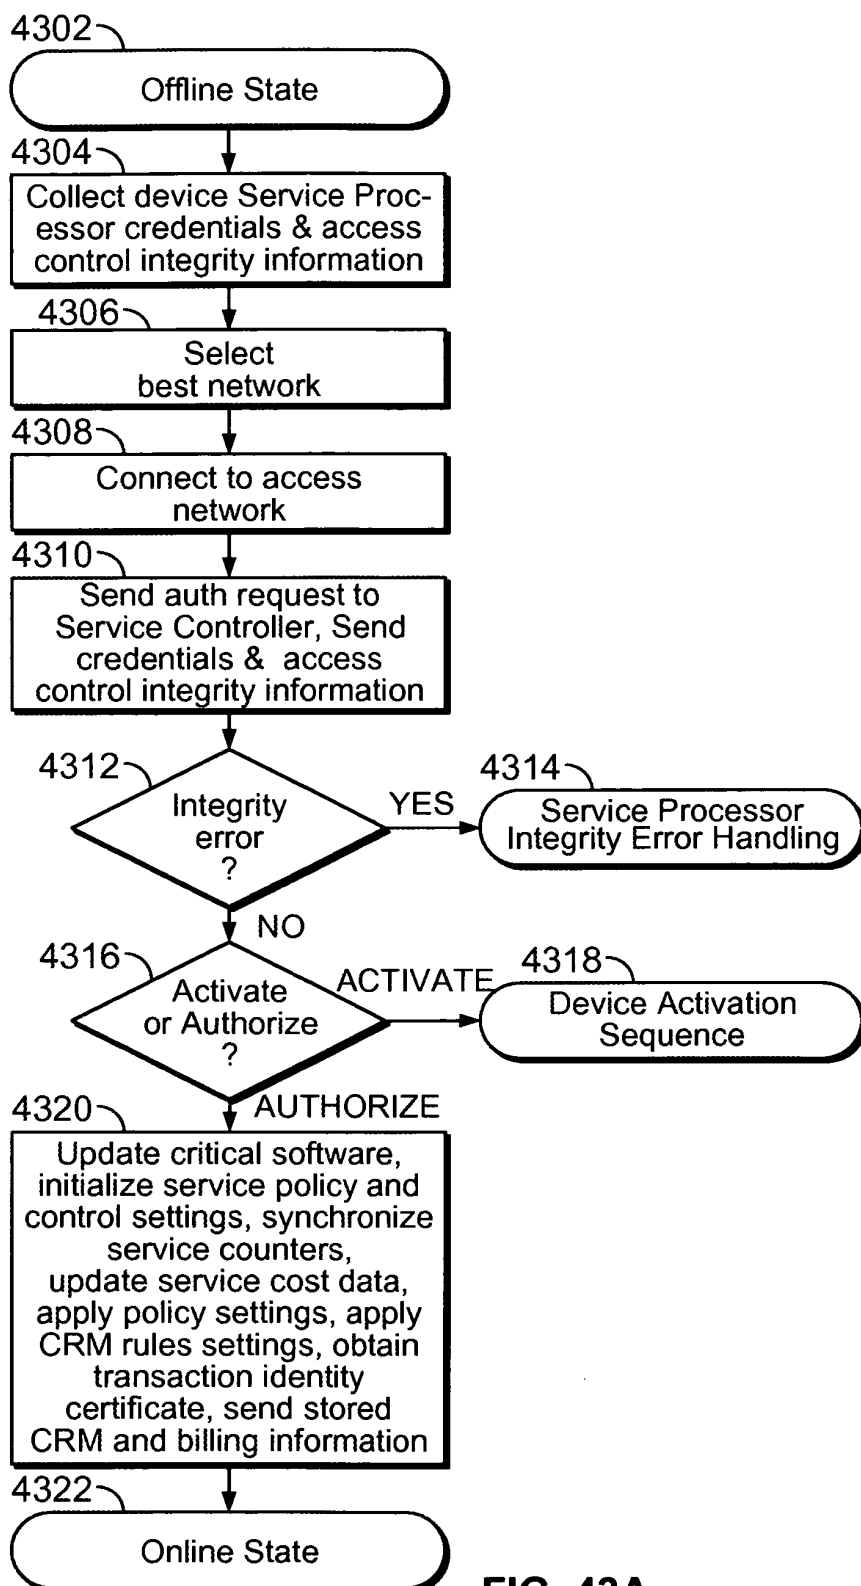 4302
Offline State
4304
Collect device Service Proc-
essor credentials & access
control integrity information
4306
Select
best network
4308
Connect to access
network
4310
Send auth request to
Service Controller, Send
credentials & access
control integrity information
4312
Integrity
error
?
YES
4314
Service Processor
Integrity Error Handling
NO
4316
Activate
or Authorize
?
ACTIVATE
4318
Device Activation
Sequence
AUTHORIZE
4320
Update critical software,
initialize service policy and
control settings, synchronize
service counters,
update service cost data,
apply policy settings, apply
CRM rules settings, obtain
transaction identity
certificate, send stored
CRM and billing information
4322
Online State
FIG. 43A